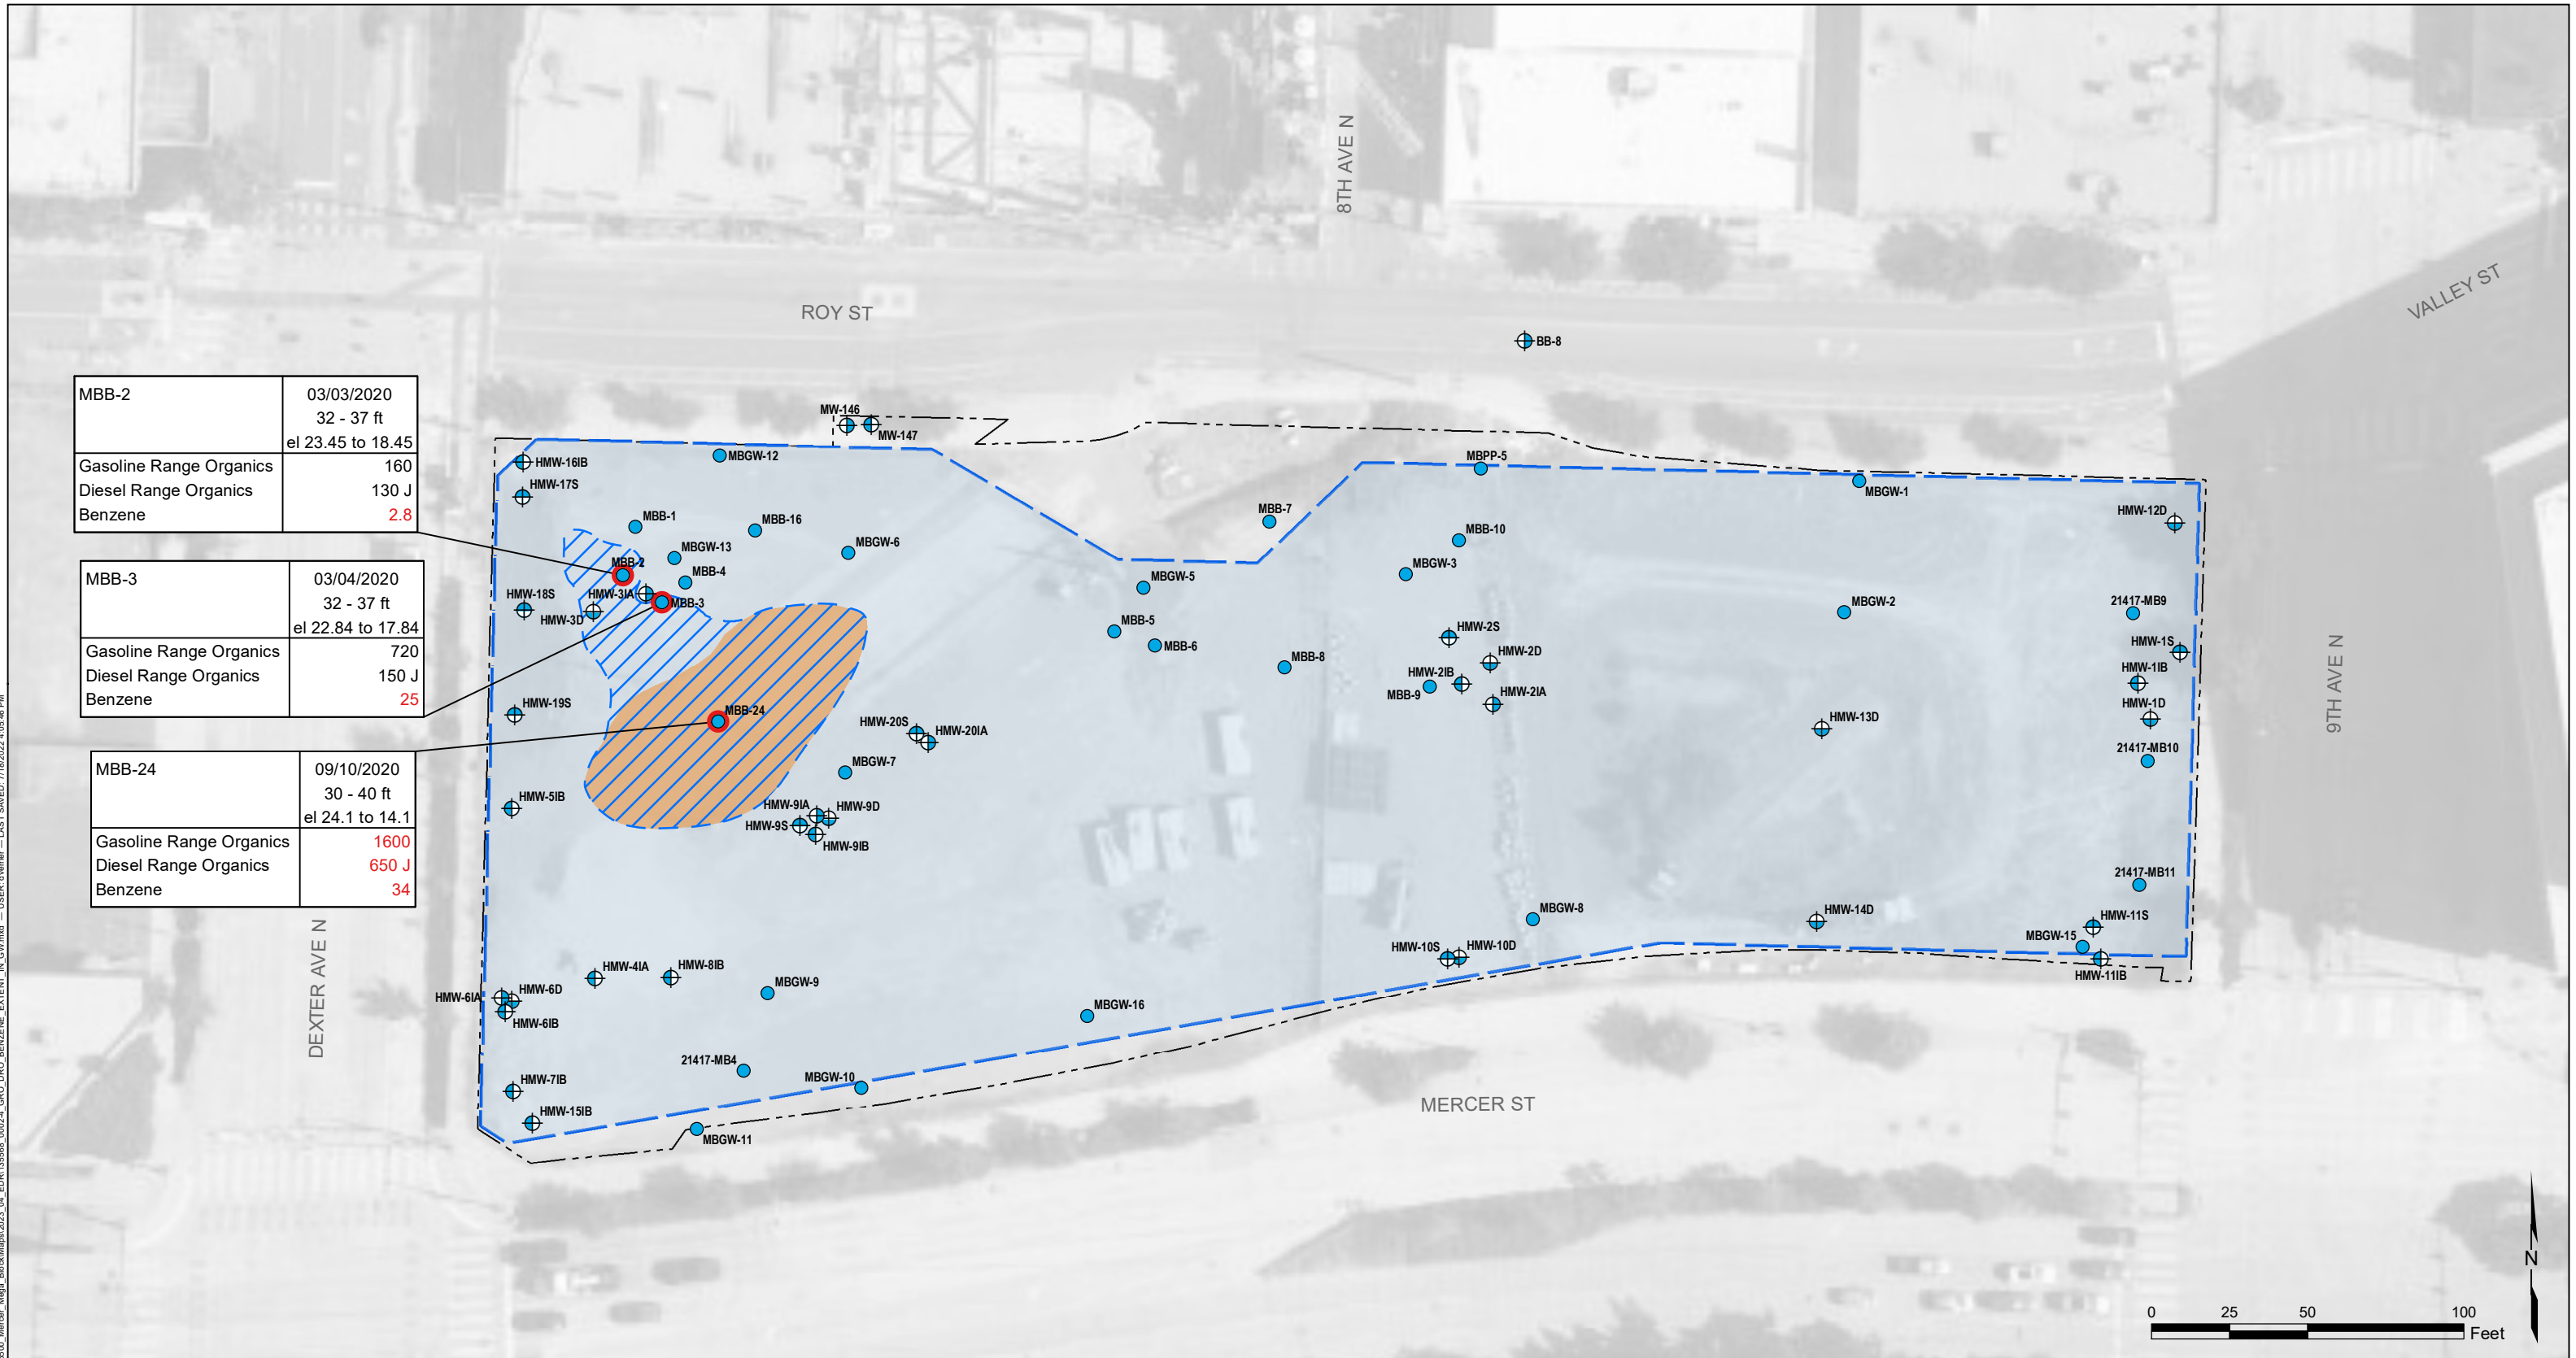 8TH AVE N
VALLEY ST
ROY ST
BB-8
MBB-2
03/03/2020
32 - 37 ft
el 23.45 to 18.45
Gasoline Range Organics 160
Diesel Range Organics 130 J
Benzene 2.8
MBB-3
03/04/2020
32 - 37 ft
el 22.84 to 17.84
Gasoline Range Organics 720
Diesel Range Organics 150 J
Benzene 25
MBB-24
09/10/2020
30 - 40 ft
el 24.1 to 14.1
Gasoline Range Organics 1600
Diesel Range Organics 650 J
Benzene 34
MW-146
MW-147
HMW-16IB
MBGW-12
MBPP-5
MBGW-1
HMW-17S
MBB-1
MBB-16
MBB-7
HMW-12D
MBGW-13
MBGW-6
MBB-10
MBB-2
MBB-4
MBGW-3
MBGW-5
HMW-18S
HMW-3IA
MBB-3
HMW-3D
MBGW-2
21417-MB9
MBB-5
MBB-6
HMW-2S
HMW-1S
MBB-8
HMW-2D
HMW-2IB
MBB-9
HMW-2IA
HMW-1IB
HMW-1D
9TH AVE N
HMW-19S
MBB-24
HMW-20S
HMW-20IA
HMW-13D
21417-MB10
MBGW-7
HMW-5IB
HMW-9IA
HMW-9D
HMW-9S
HMW-9IB
21417-MB11
MBGW-8
HMW-14D
HMW-11S
MBGW-15
HMW-11IB
HMW-10S
HMW-10D
DEXTER AVE N
HMW-4IA
HMW-8IB
MBGW-9
HMW-6IA
HMW-6D
HMW-6IB
MBGW-16
21417-MB4
MBGW-10
HMW-7IB
HMW-15IB
MBGW-11
MERCER ST
N
0 25 50 100
Feet